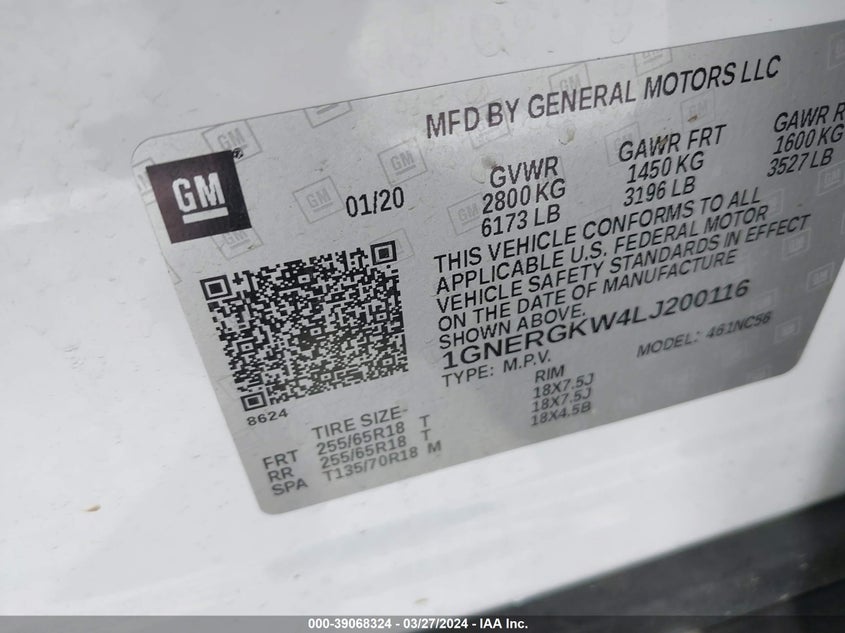 MFD BY GENERAL MOTORS LLC
GM
01/20
GVWR
2800 KG
6173 LB
GAWR FRT
1450 KG
3196 LB
GAWR R
1600 KG
3527 LB
THIS VEHICLE CONFORMS TO ALL
APPLICABLE U.S. FEDERAL MOTOR
VEHICLE SAFETY STANDARDS IN EFFECT
ON THE DATE OF MANUFACTURE
SHOWN ABOVE.
1GNERGKW4LJ200116
TYPE: M.P.V. MODEL: 461NC56
8624
TIRE SIZE- RIM
FRT 255/65R18 T 18X7.5J
RR 255/65R18 T 18X7.5J
SPA T135/70R18 M 18X4.5B
000-39068324 - 03/27/2024 - IAA Inc.